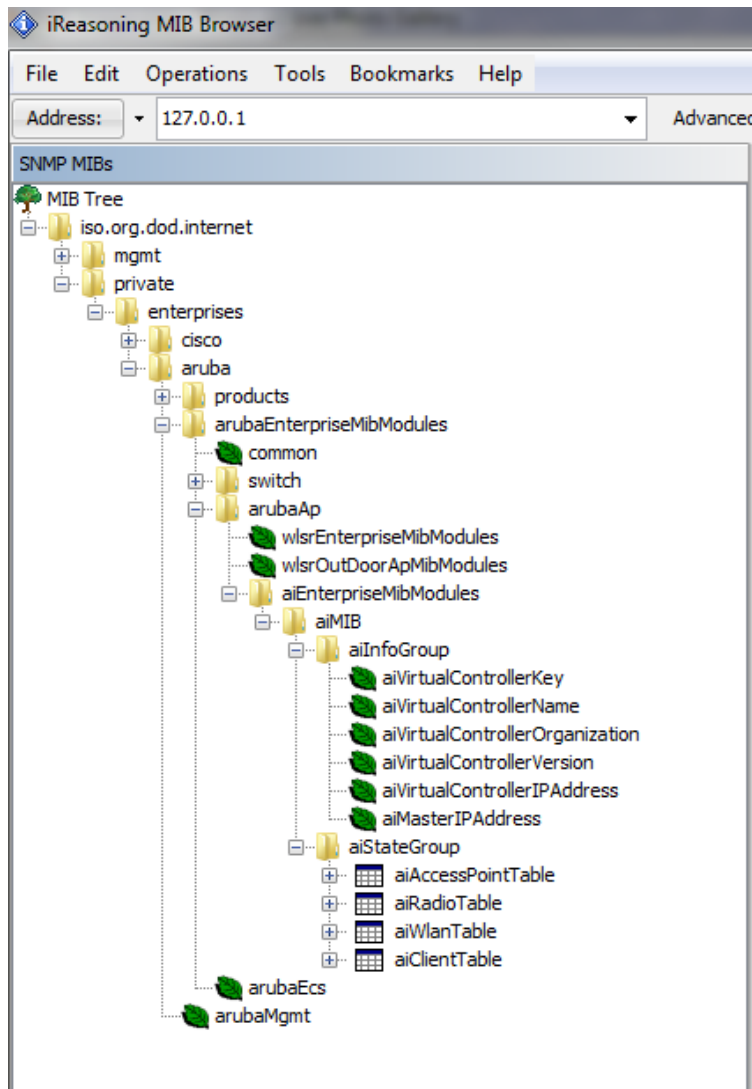 iReasoning MIB Browser
File Edit Operations Tools Bookmarks Help
Address: 127.0.0.1 Advanced
SNMP MIBs
MIB Tree
iso.org.dod.internet
mgmt
private
enterprises
cisco
aruba
products
arubaEnterpriseMibModules
common
switch
arubaAp
wlsrEnterpriseMibModules
wlsrOutDoorApMibModules
aiEnterpriseMibModules
aiMIB
aiInfoGroup
aiVirtualControllerKey
aiVirtualControllerName
aiVirtualControllerOrganization
aiVirtualControllerVersion
aiVirtualControllerIPAddress
aiMasterIPAddress
aiStateGroup
aiAccessPointTable
aiRadioTable
aiWlanTable
aiClientTable
arubaEcs
arubaMgmt